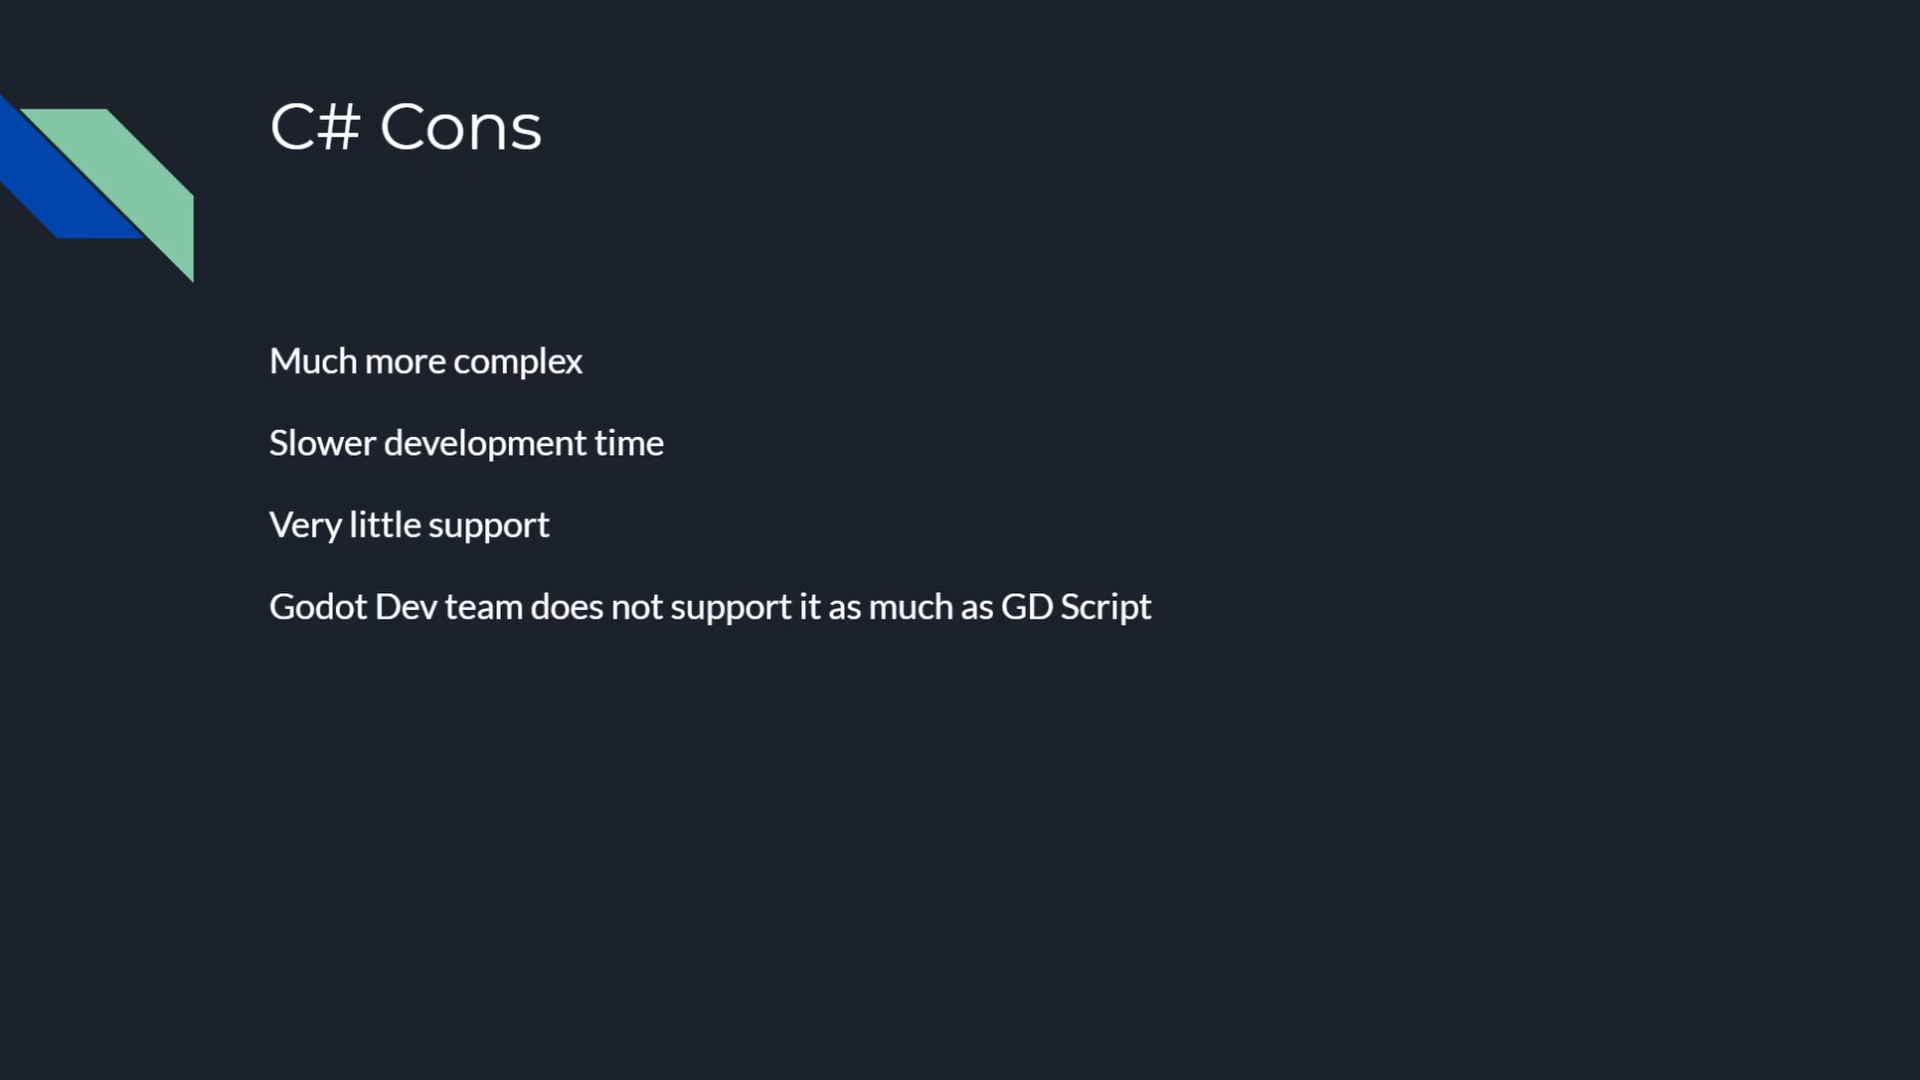 C# Cons
Much more complex
Slower development time
Very little support
Godot Dev team does not support it as much as GD Script